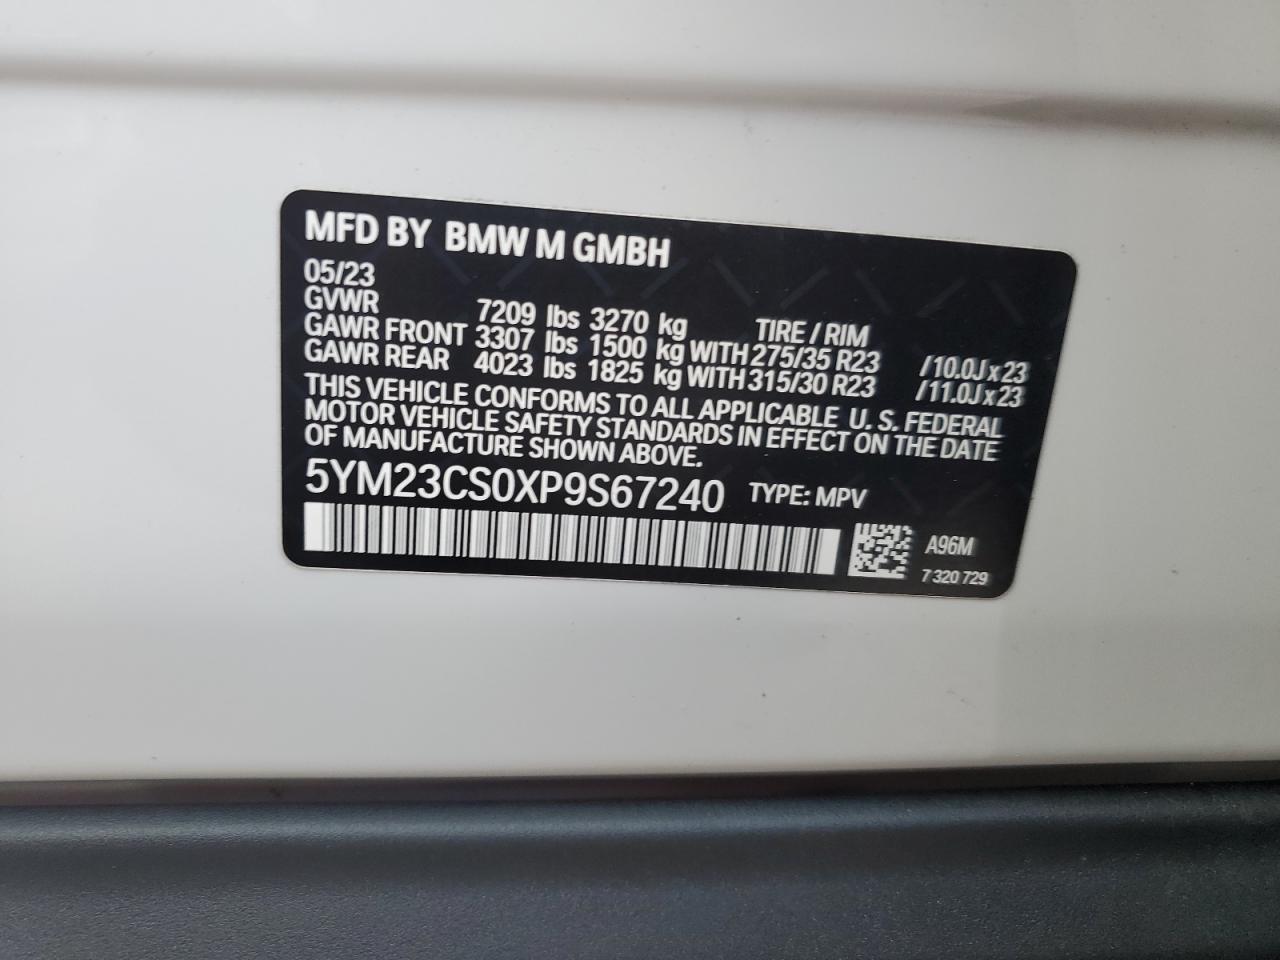 MFD BY BMW M GMBH
05/23
GVWR 7209 lbs 3270 kg TIRE / RIM
GAWR FRONT 3307 lbs 1500 kg WITH 275/35 R23 /10.0J x 23
GAWR REAR 4023 lbs 1825 kg WITH 315/30 R23 /11.0J x 23
THIS VEHICLE CONFORMS TO ALL APPLICABLE U. S. FEDERAL
MOTOR VEHICLE SAFETY STANDARDS IN EFFECT ON THE DATE
OF MANUFACTURE SHOWN ABOVE.
5YM23CS0XP9S67240 TYPE: MPV
A96M
7 320 729